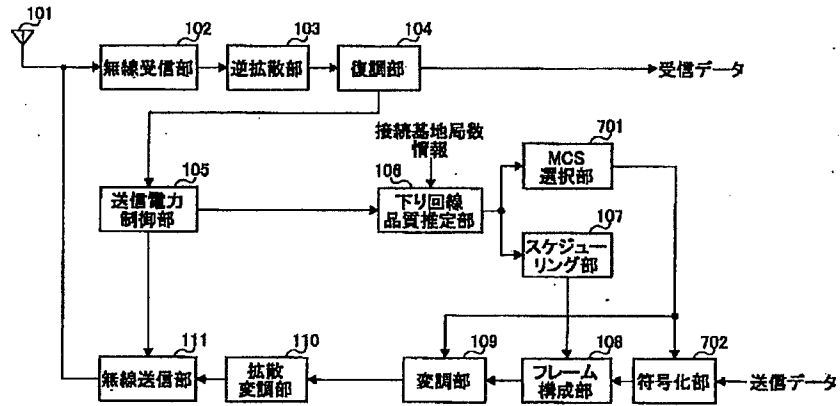 101
102
103
104
無線受信部
逆拡散部
復調部
受信データ
接続基地局数
情報
701
MCS
選択部
105
送信電力
制御部
106
下り回線
品質推定部
107
スケジュー
リング部
111
無線送信部
110
拡散
変調部
109
変調部
108
フレーム
構成部
702
符号化部
送信データ